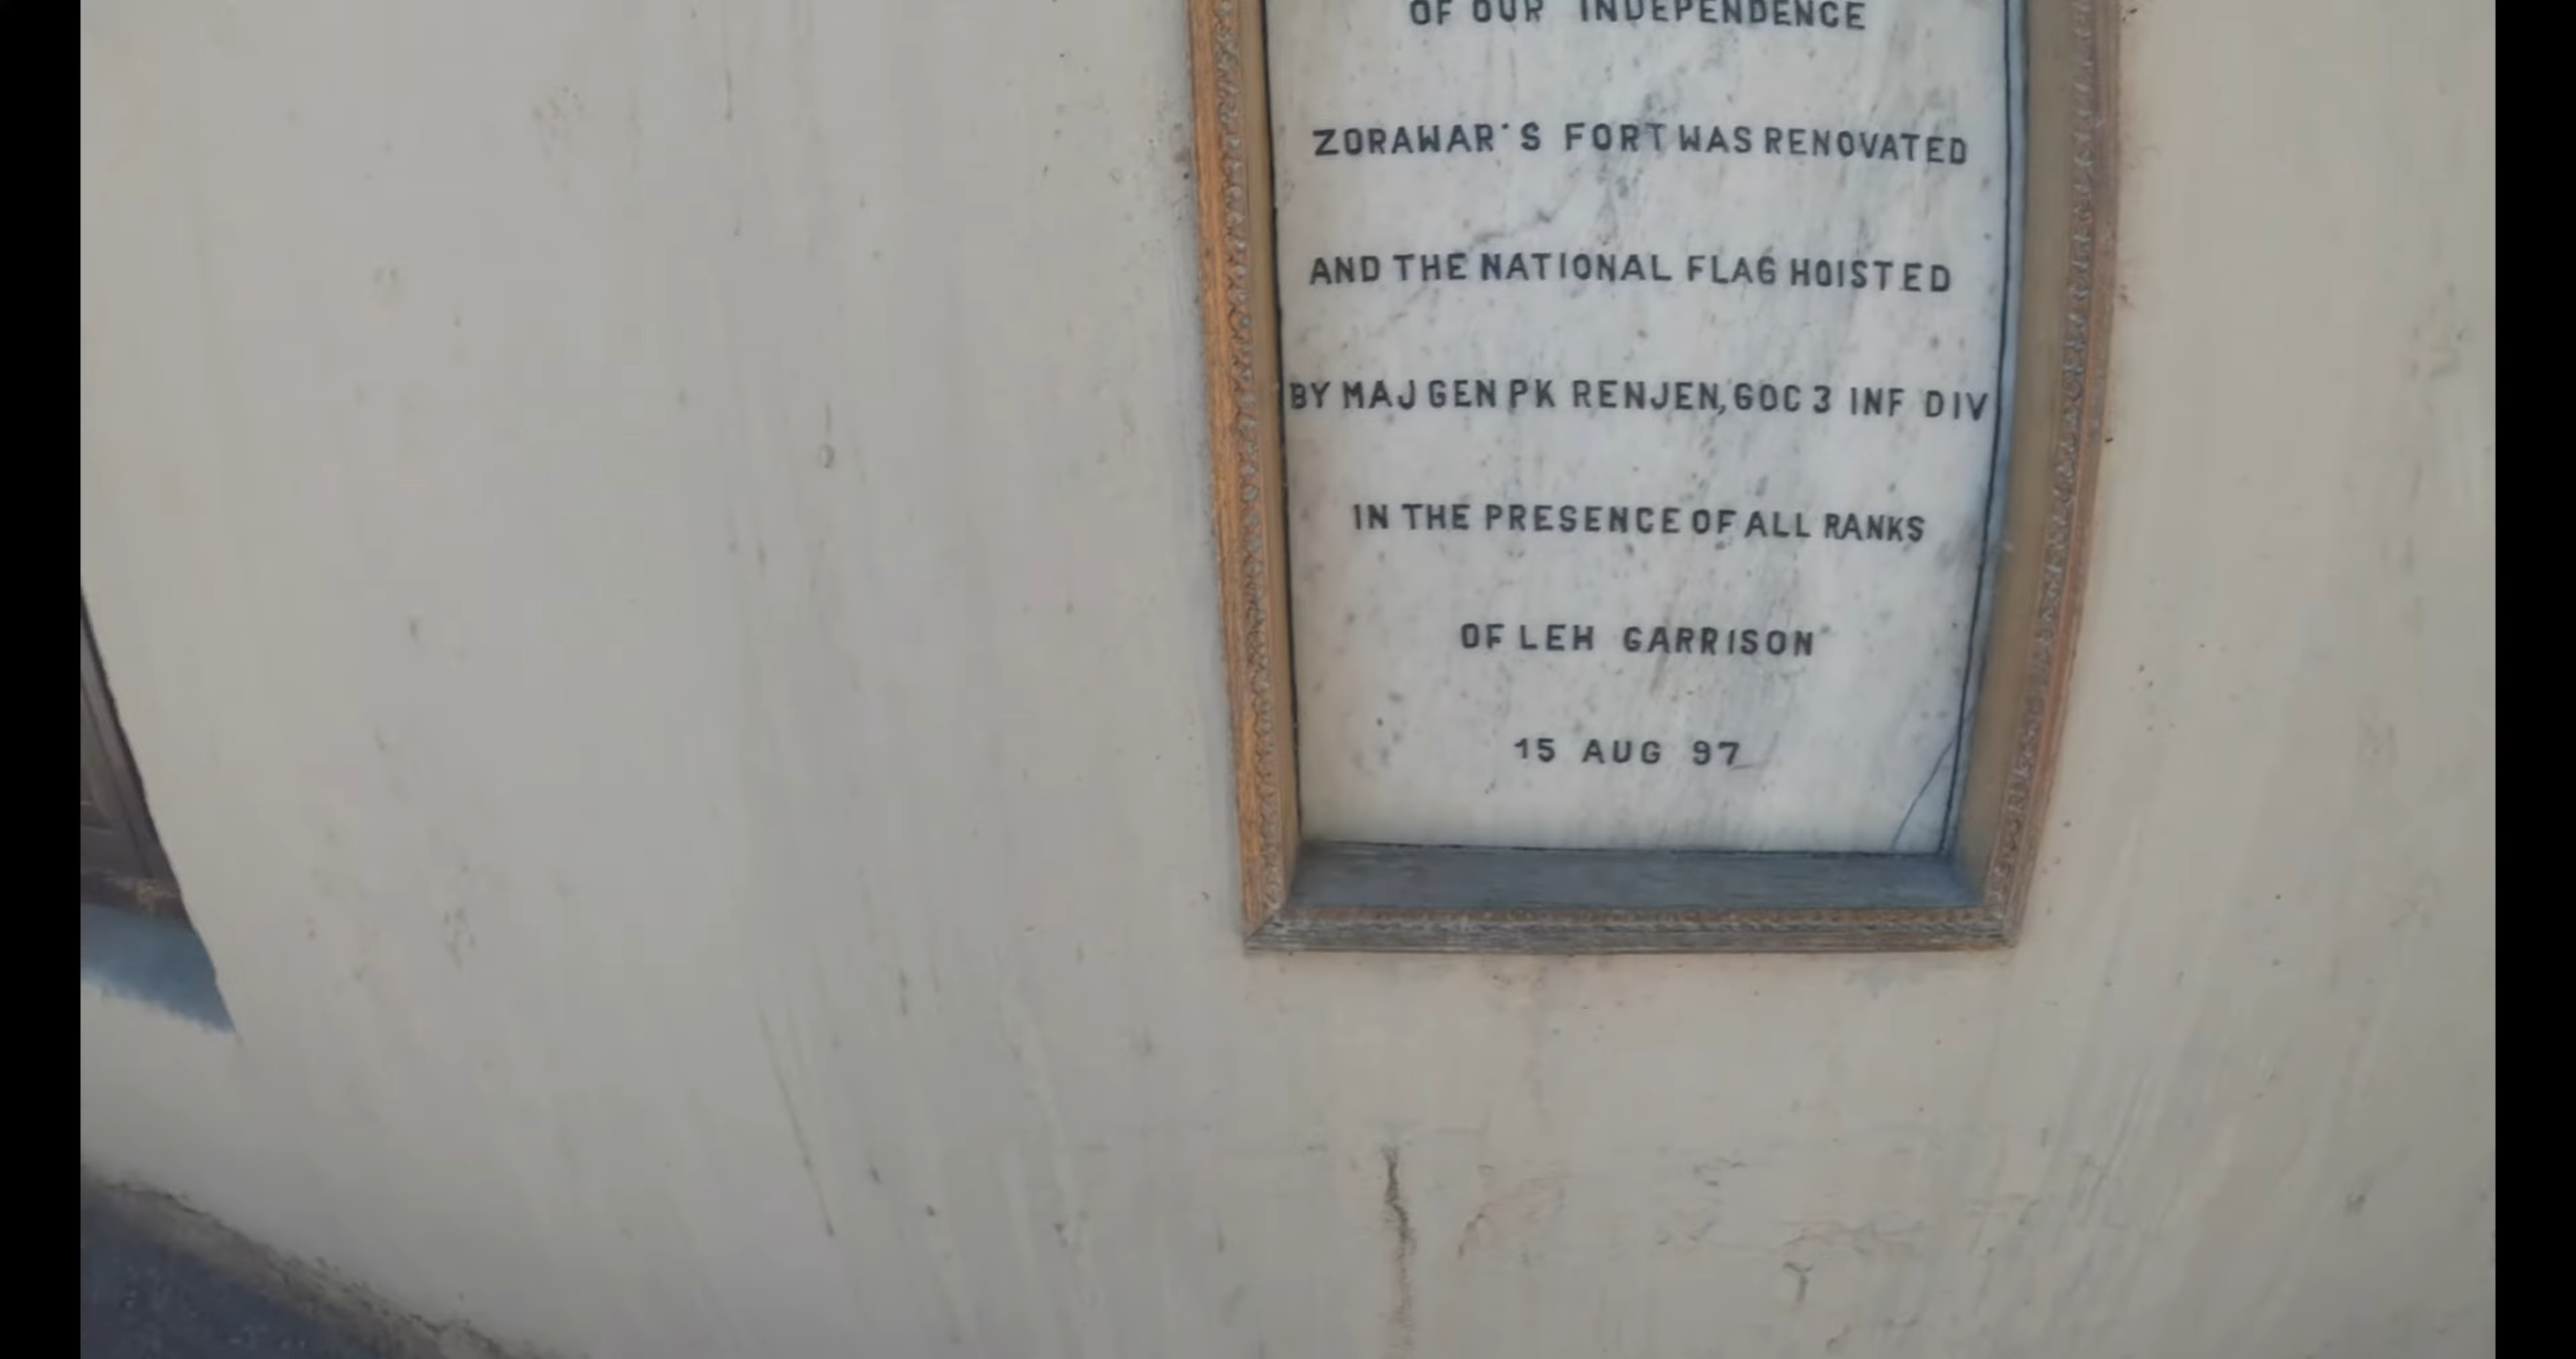 OF OUR INDEPENDENCE
ZORAWAR'S FORT WAS RENOVATED
AND THE NATIONAL FLAG HOISTED
BY MAJ GEN PK RENJEN, GOC 3 INF DIV
IN THE PRESENCE OF ALL RANKS
OF LEH GARRISON
15 AUG 97